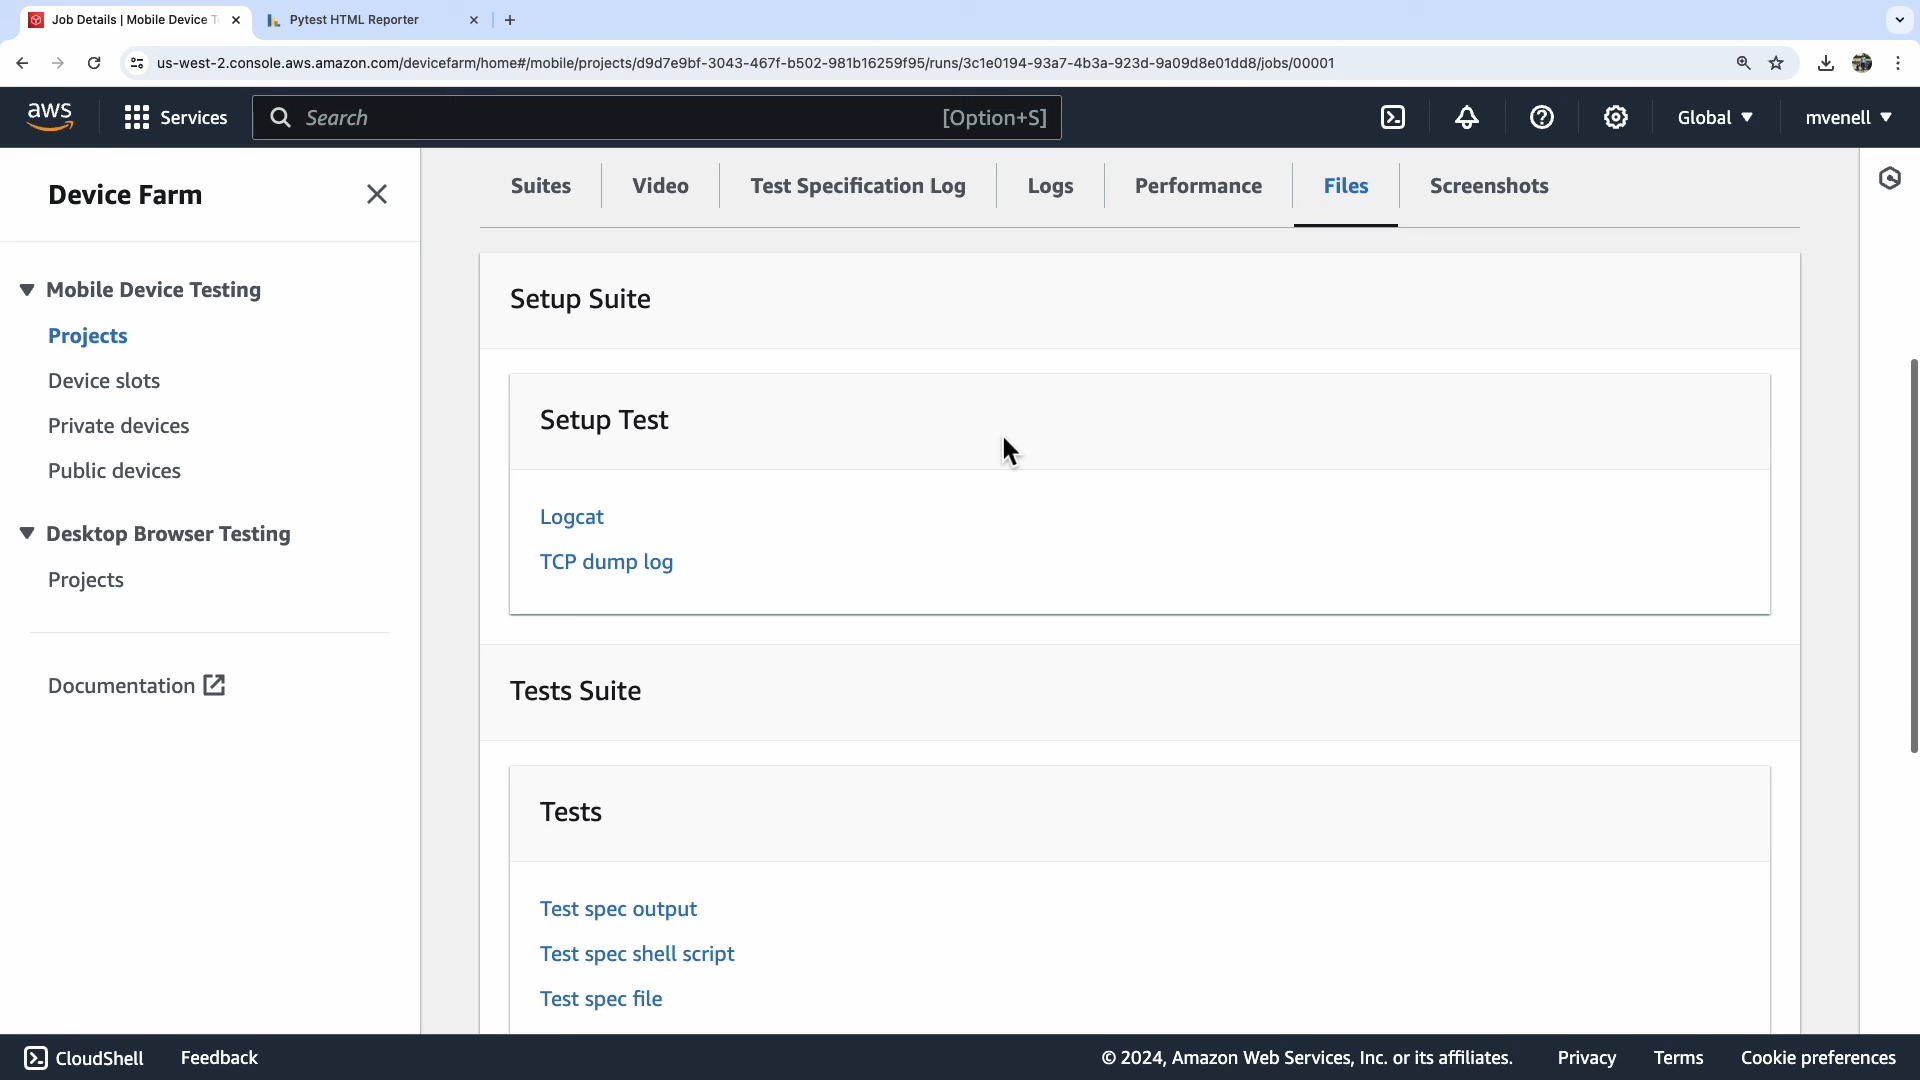 Job Details | Mobile Device T
Pytest HTML Reporter
us-west-2.console.aws.amazon.com/devicefarm/home#/mobile/projects/d9d7e9bf-3043-467f-b502-981b16259f95/runs/3c1e0194-93a7-4b3a-923d-9a09d8e01dd8/jobs/00001
aws
Services
Search
[Option+S]
Global
mvenell
Device Farm
Mobile Device Testing
Projects
Device slots
Private devices
Public devices
Desktop Browser Testing
Projects
Documentation
Suites
Video
Test Specification Log
Logs
Performance
Files
Screenshots
Setup Suite
Setup Test
Logcat
TCP dump log
Tests Suite
Tests
Test spec output
Test spec shell script
Test spec file
CloudShell
Feedback
© 2024, Amazon Web Services, Inc. or its affiliates.
Privacy
Terms
Cookie preferences